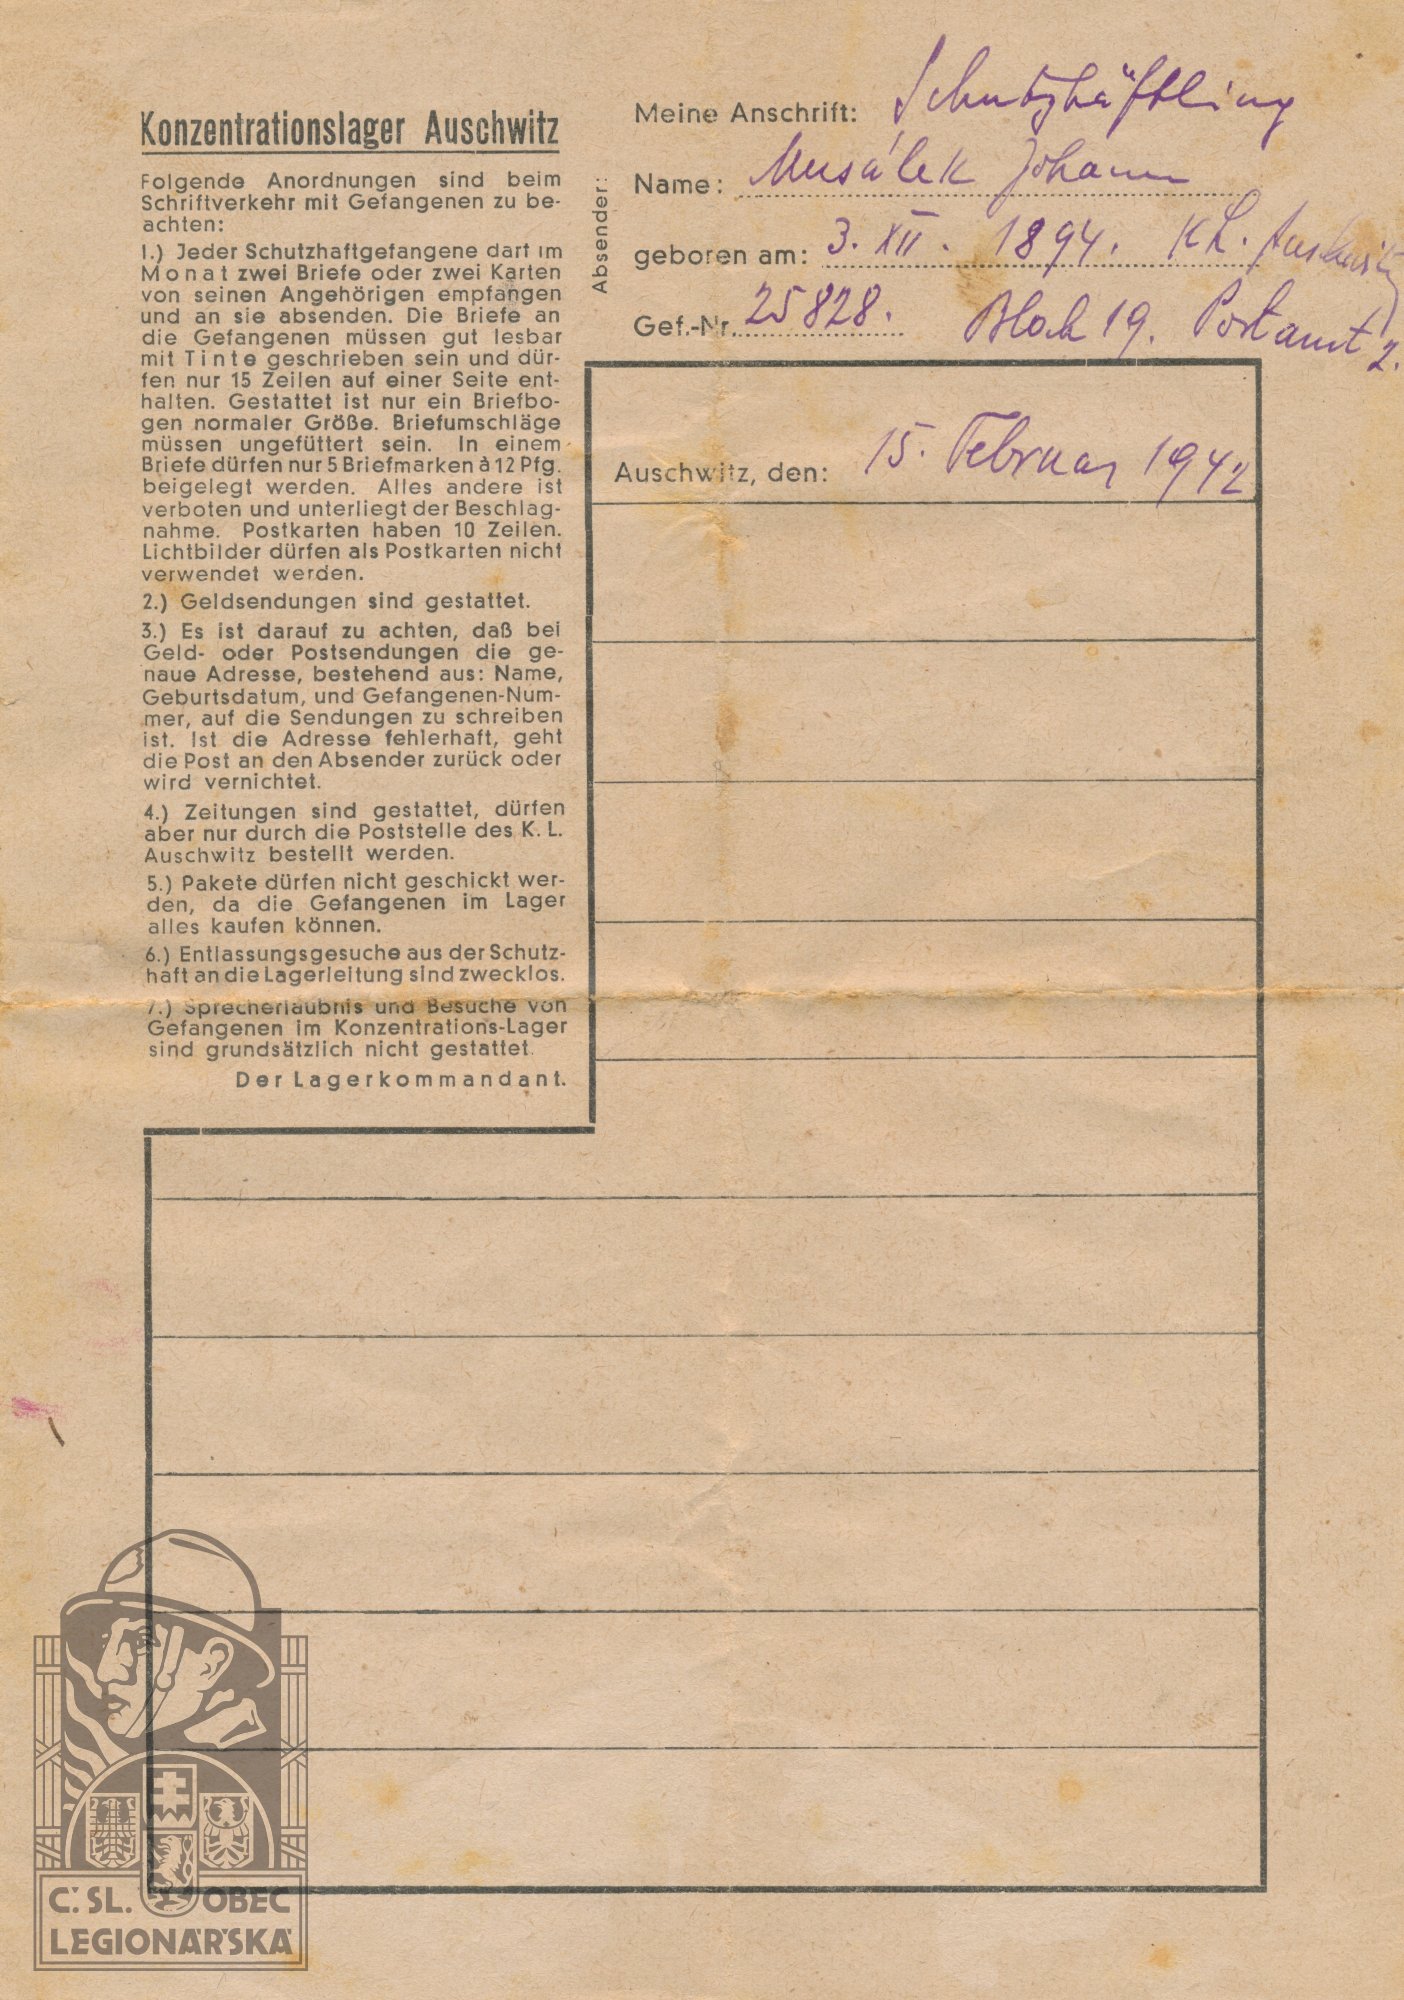 Konzentrationslager Auschwitz
Folgende Anordnungen sind beim
Schriftverkehr mit Gefangenen zu be-
achten:
1.) Jeder Schutzhaftgefangene darf im
Monat zwei Briefe oder zwei Karten
von seinen Angehörigen empfangen
und an sie absenden. Die Briefe an
die Gefangenen müssen gut lesbar
mit Tinte geschrieben sein und dür-
fen nur 15 Zeilen auf einer Seite ent-
halten. Gestattet ist nur ein Briefbo-
gen normaler Größe. Briefumschläge
müssen ungefüttert sein. In einem
Briefe dürfen nur 5 Briefmarken à 12 Pfg.
beigelegt werden. Alles andere ist
verboten und unterliegt der Beschlag-
nahme. Postkarten haben 10 Zeilen.
Lichtbilder dürfen als Postkarten nicht
verwendet werden.
2.) Geldsendungen sind gestattet.
3.) Es ist darauf zu achten, daß bei
Geld- oder Postsendungen die ge-
naue Adresse, bestehend aus: Name,
Geburtsdatum, und Gefangenen-Num-
mer, auf die Sendungen zu schreiben
ist. Ist die Adresse fehlerhaft, geht
die Post an den Absender zurück oder
wird vernichtet.
4.) Zeitungen sind gestattet, dürfen
aber nur durch die Poststelle des K. L.
Auschwitz bestellt werden.
5.) Pakete dürfen nicht geschickt wer-
den, da die Gefangenen im Lager
alles kaufen können.
6.) Entlassungsgesuche aus der Schutz-
haft an die Lagerleitung sind zwecklos.
7.) Sprecherlaubnis und Besuche von
Gefangenen im Konzentrations-Lager
sind grundsätzlich nicht gestattet.
Der Lagerkommandant.
Absender:
Meine Anschrift: Schutzhäftling
Name: Musálek Johann
geboren am: 3. XII. 1894. KL. Auschwitz
Gef.-Nr. 25828. Block 19. Postamt 2.
Auschwitz, den: 15. Februar 1942
Č.SL. OBEC
LEGIONÁŘSKÁ